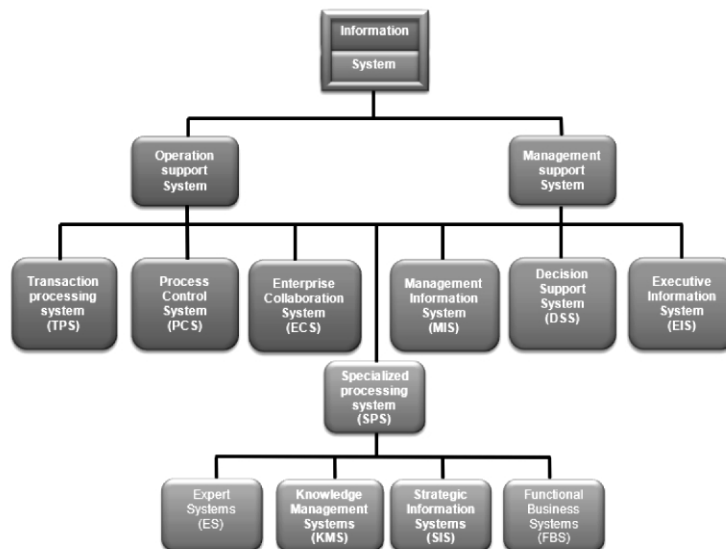 Information
System
Operation
support
System
Management
support
System
Transaction
processing
system
(TPS)
Process
Control
System
(PCS)
Enterprise
Collaboration
System
(ECS)
Management
Information
System
(MIS)
Decision
Support
System
(DSS)
Executive
Information
System
(EIS)
Specialized
processing
system
(SPS)
Expert
Systems
(ES)
Knowledge
Management
Systems
(KMS)
Strategic
Information
Systems
(SIS)
Functional
Business
Systems
(FBS)